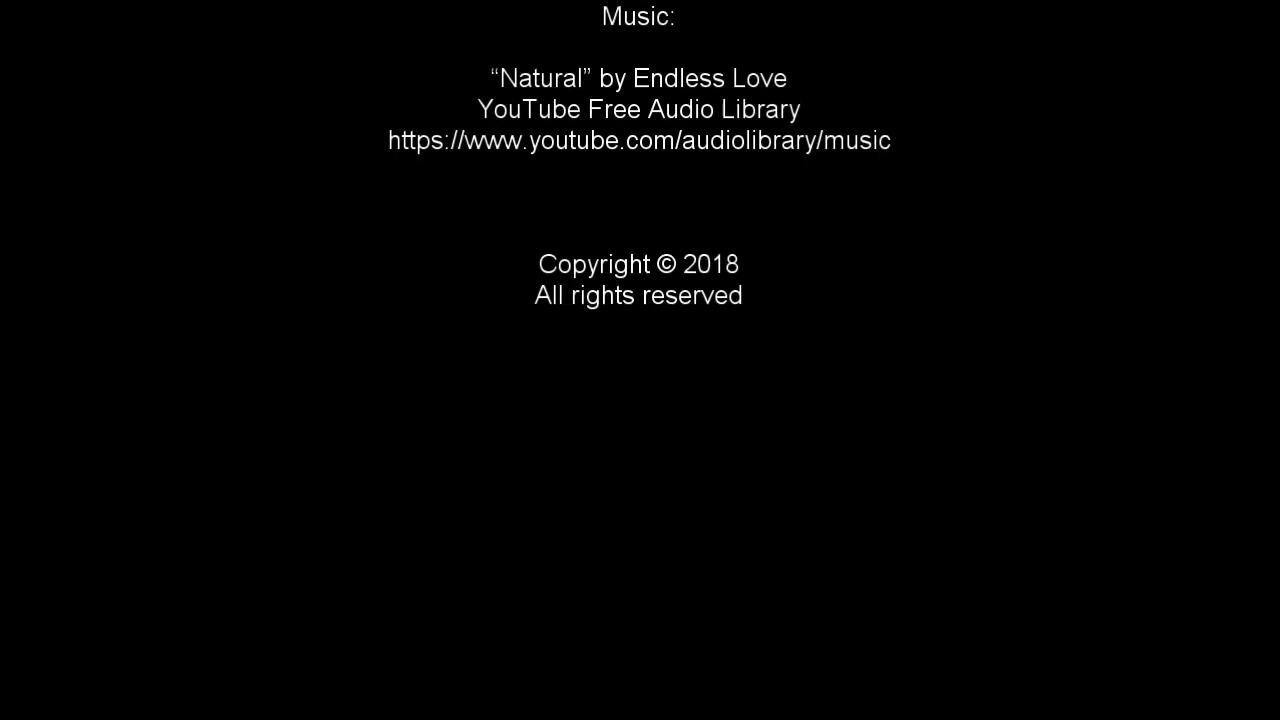 Music:
“Natural” by Endless Love
YouTube Free Audio Library
https://www.youtube.com/audiolibrary/music
Copyright © 2018
All rights reserved